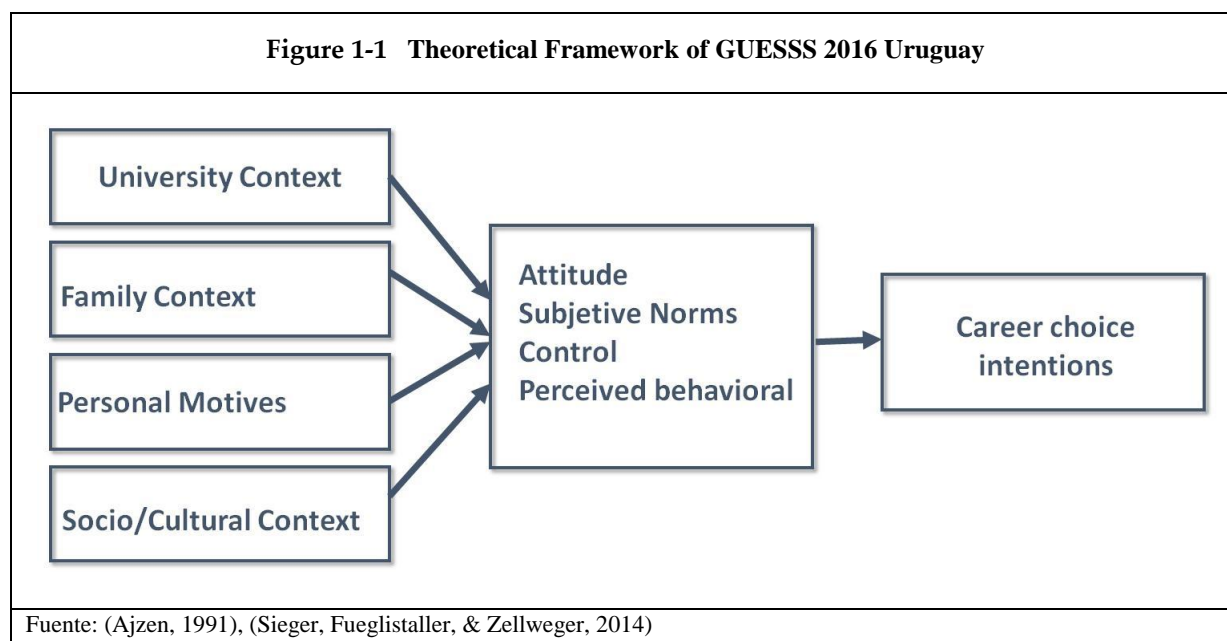 Figure 1-1 Theoretical Framework of GUESSS 2016 Uruguay
University Context
Family Context
Personal Motives
Socio/Cultural Context
Attitude
Subjetive Norms
Control
Perceived behavioral
Career choice
intentions
Fuente: (Ajzen, 1991), (Sieger, Fueglistaller, & Zellweger, 2014)